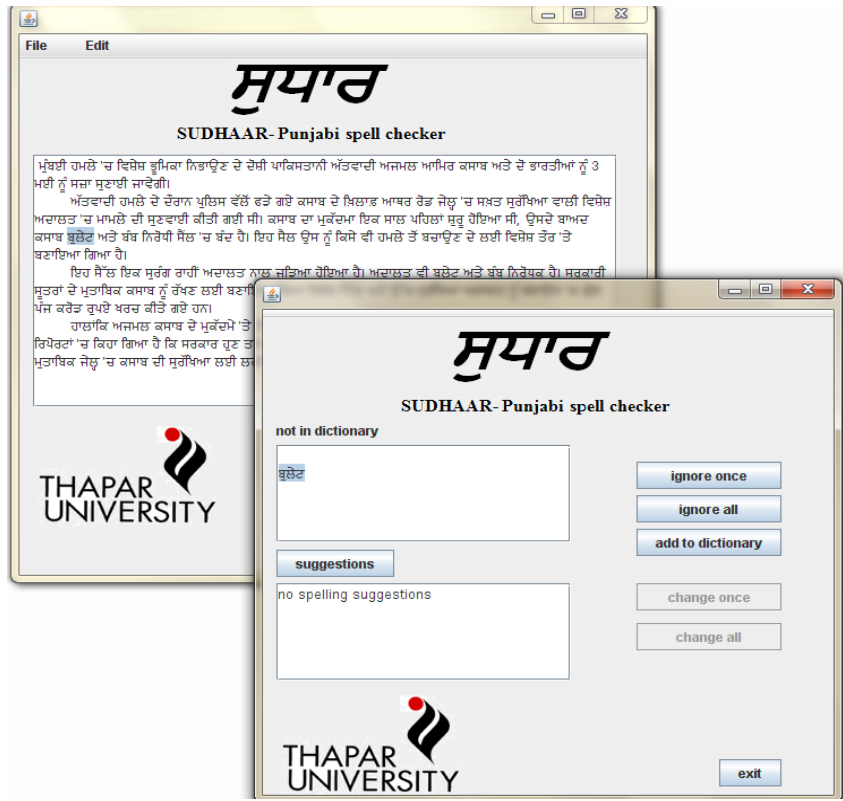 File Edit
ਸੁਧਾਰ
SUDHAAR- Punjabi spell checker
ਮੁੰਬਈ ਹਮਲੇ 'ਚ ਵਿਸ਼ੇਸ਼ ਭੂਮਿਕਾ ਨਿਭਾਉਣ ਦੇ ਦੋਸ਼ੀ ਪਾਕਿਸਤਾਨੀ ਅੱਤਵਾਦੀ ਅਜਮਲ ਆਮਿਰ ਕਸਾਬ ਅਤੇ ਦੋ ਭਾਰਤੀਆਂ ਨੂੰ 3
ਮਈ ਨੂੰ ਸਜ਼ਾ ਸੁਣਾਈ ਜਾਵੇਗੀ।
ਅੱਤਵਾਦੀ ਹਮਲੇ ਦੇ ਦੌਰਾਨ ਪੁਲਿਸ ਵੱਲੋਂ ਫੜੇ ਗਏ ਕਸਾਬ ਦੇ ਖ਼ਿਲਾਫ਼ ਆਥਰ ਰੋਡ ਜੇਲ੍ਹ 'ਚ ਸਖ਼ਤ ਸੁਰੱਖਿਆ ਵਾਲੀ ਵਿਸ਼ੇਸ਼
ਅਦਾਲਤ 'ਚ ਮਾਮਲੇ ਦੀ ਸੁਣਵਾਈ ਕੀਤੀ ਗਈ ਸੀ। ਕਸਾਬ ਦਾ ਮੁਕੱਦਮਾ ਇਕ ਸਾਲ ਪਹਿਲਾਂ ਸ਼ੁਰੂ ਹੋਇਆ ਸੀ, ਉਸਦੇ ਬਾਅਦ
ਕਸਾਬ ਬੁਲੇਟ ਅਤੇ ਬੰਬ ਨਿਰੋਧੀ ਸੈੱਲ 'ਚ ਬੰਦ ਹੈ। ਇਹ ਸੈਲ ਉਸ ਨੂੰ ਕਿਸੇ ਵੀ ਹਮਲੇ ਤੋਂ ਬਚਾਉਣ ਦੇ ਲਈ ਵਿਸ਼ੇਸ਼ ਤੌਰ 'ਤੇ
ਬਣਾਇਆ ਗਿਆ ਹੈ।
ਇਹ ਸੈੱਲ ਇਕ ਸੁਰੰਗ ਰਾਹੀਂ ਅਦਾਲਤ ਨਾਲ ਜੁੜਿਆ ਹੋਇਆ ਹੈ। ਅਦਾਲਤ ਵੀ ਬੁਲੇਟ ਅਤੇ ਬੰਬ ਨਿਰੋਧਕ ਹੈ। ਸਰਕਾਰੀ
ਸੂਤਰਾਂ ਦੇ ਮੁਤਾਬਿਕ ਕਸਾਬ ਨੂੰ ਰੱਖਣ ਲਈ
ਪੰਜ ਕਰੋੜ ਰੁਪਏ ਖਰਚ ਕੀਤੇ ਗਏ ਹਨ।
ਹਾਲਾਂਕਿ ਅਜਮਲ ਕਸਾਬ ਦੇ ਮੁਕੱਦਮੇ 'ਤੇ
ਰਿਪੋਰਟਾਂ 'ਚ ਕਿਹਾ ਗਿਆ ਹੈ ਕਿ ਸਰਕਾਰ ਹੁਣ
ਮੁਤਾਬਿਕ ਜੇਲ੍ਹ 'ਚ ਕਸਾਬ ਦੀ ਸੁਰੱਖਿਆ ਲਈ
THAPAR
UNIVERSITY
ਸੁਧਾਰ
SUDHAAR- Punjabi spell checker
not in dictionary
ਬੁਲੇਟ
ignore once
ignore all
add to dictionary
suggestions
no spelling suggestions
change once
change all
THAPAR
UNIVERSITY
exit